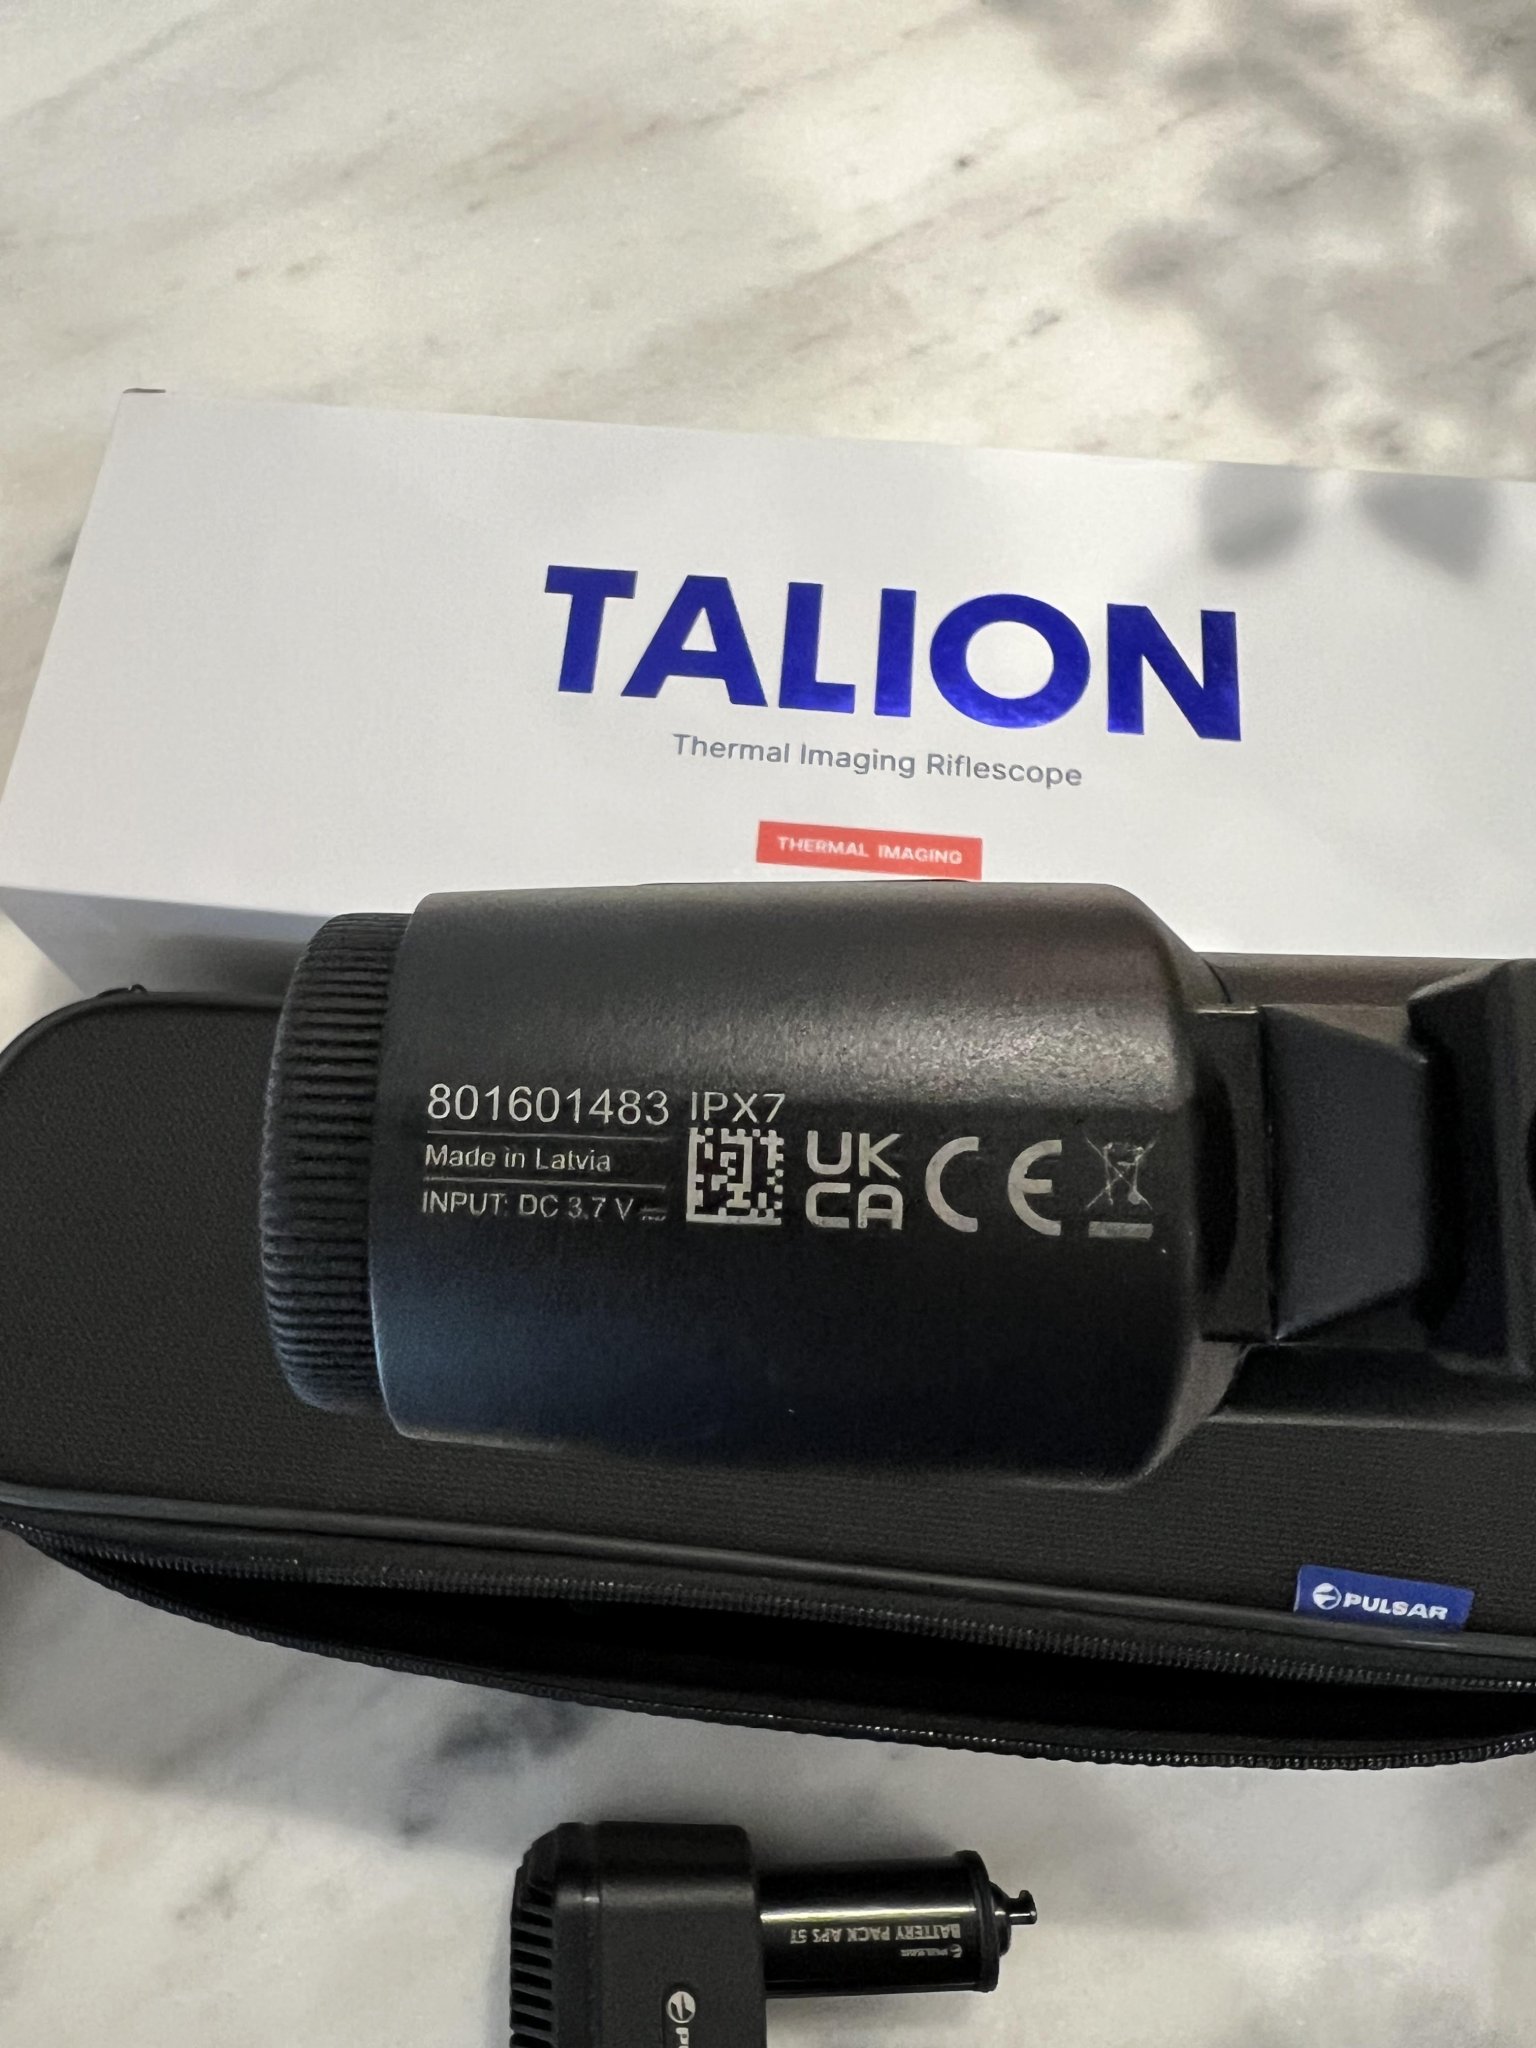 TALION
Thermal Imaging Riflescope
THERMAL IMAGING
801601483 IPX7
Made in Latvia
INPUT: DC 3.7 V
UK
CA
CE
PULSAR
PULSAR
BATTERY PACK APS 5T